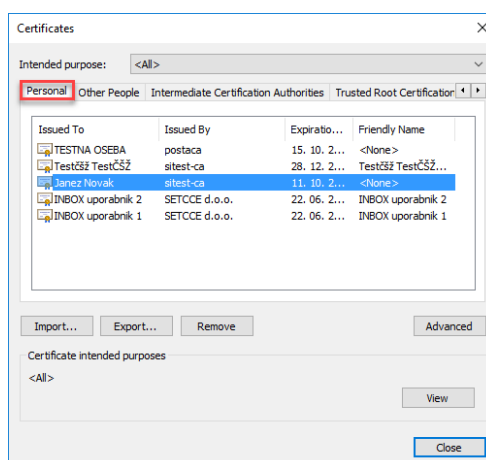 Certificates
Intended purpose: <All>
Personal Other People Intermediate Certification Authorities Trusted Root Certification
Issued To Issued By Expiratio... Friendly Name
TESTNA OSEBA postaca 15. 10. 2... <None>
Testčšž TestČŠŽ sitest-ca 28. 12. 2... Testčšž TestČŠŽ...
Janez Novak sitest-ca 11. 10. 2... <None>
INBOX uporabnik 2 SETCCE d.o.o. 22. 06. 2... INBOX uporabnik 2
INBOX uporabnik 1 SETCCE d.o.o. 22. 06. 2... INBOX uporabnik 1
Import... Export... Remove Advanced
Certificate intended purposes
<All>
View
Close